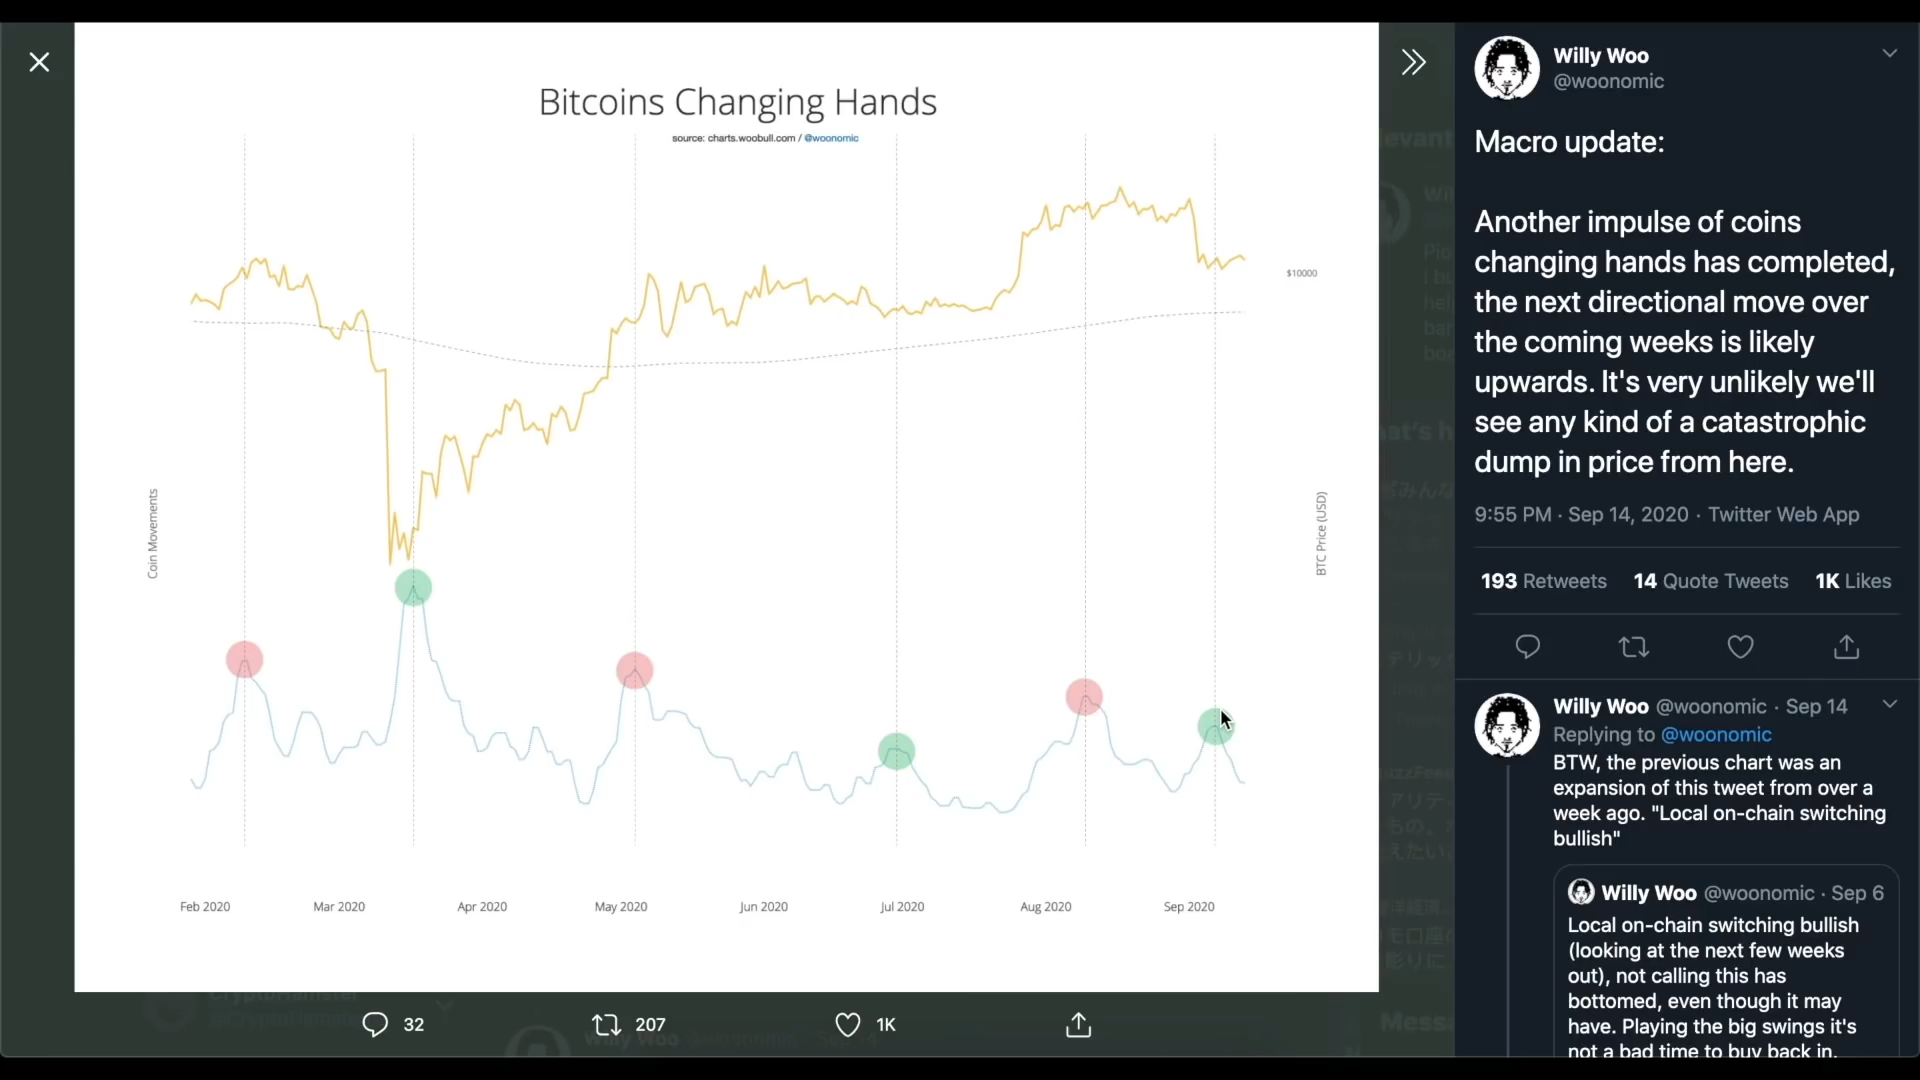 Bitcoins Changing Hands
source: charts.woobull.com / @woonomic
$10000
Coin Movements
BTC Price (USD)
Feb 2020
Mar 2020
Apr 2020
May 2020
Jun 2020
Jul 2020
Aug 2020
Sep 2020
32
207
1K
Willy Woo
@woonomic
Macro update:
Another impulse of coins
changing hands has completed,
the next directional move over
the coming weeks is likely
upwards. It's very unlikely we'll
see any kind of a catastrophic
dump in price from here.
9:55 PM · Sep 14, 2020 · Twitter Web App
193 Retweets 14 Quote Tweets 1K Likes
Willy Woo @woonomic · Sep 14
Replying to @woonomic
BTW, the previous chart was an
expansion of this tweet from over a
week ago. "Local on-chain switching
bullish"
Willy Woo @woonomic · Sep 6
Local on-chain switching bullish
(looking at the next few weeks
out), not calling this has
bottomed, even though it may
have. Playing the big swings it's
not a bad time to buy back in.